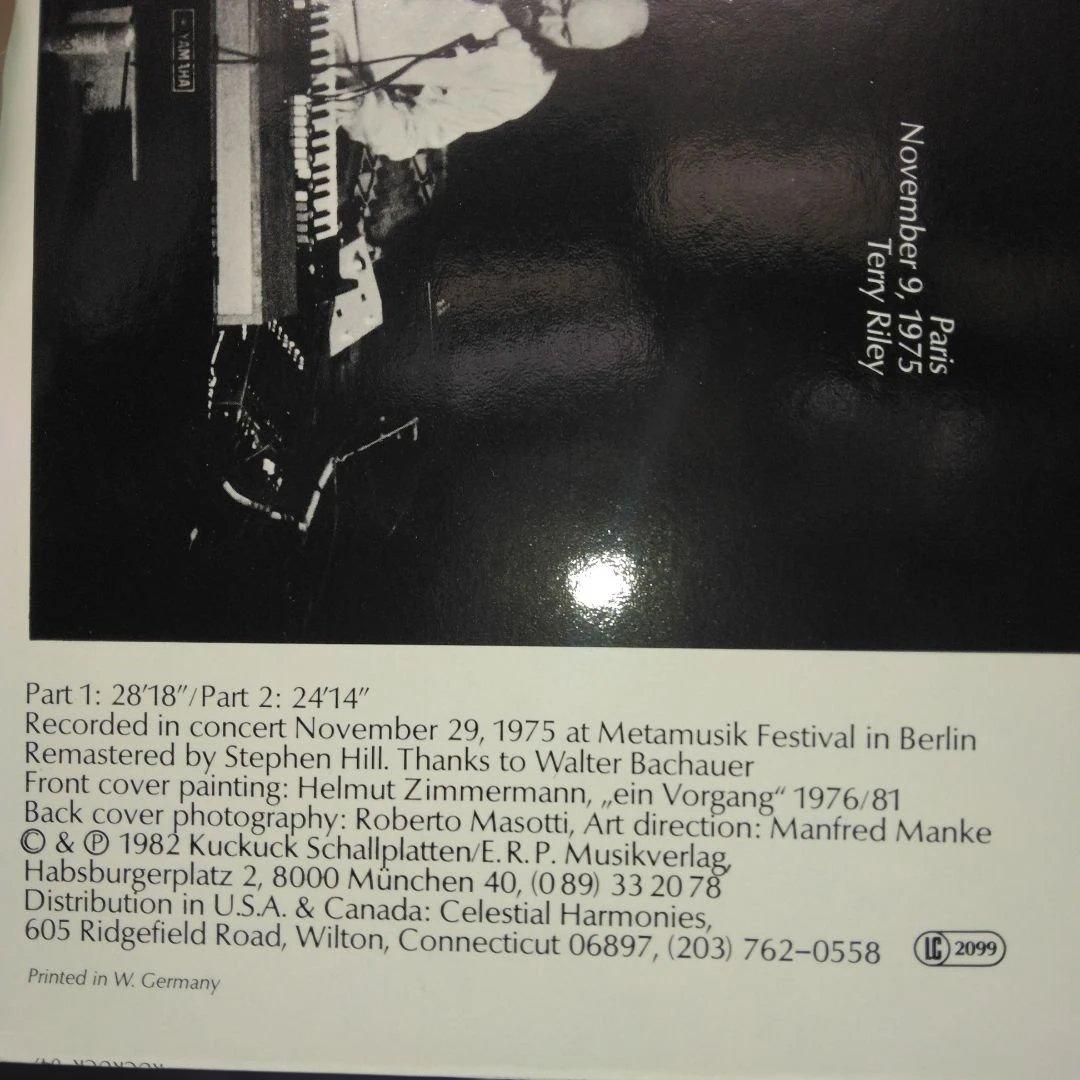 YAMAHA
Paris
November 9, 1975
Terry Riley
Part 1: 28'18"/Part 2: 24'14"
Recorded in concert November 29, 1975 at Metamusik Festival in Berlin
Remastered by Stephen Hill. Thanks to Walter Bachauer
Front cover painting: Helmut Zimmermann, „ein Vorgang“ 1976/81
Back cover photography: Roberto Masotti, Art direction: Manfred Manke
© & ℗ 1982 Kuckuck Schallplatten/E.R.P. Musikverlag,
Habsburgerplatz 2, 8000 München 40, (0 89) 33 20 78
Distribution in U.S.A. & Canada: Celestial Harmonies,
605 Ridgefield Road, Wilton, Connecticut 06897, (203) 762–0558
LC 2099
Printed in W. Germany